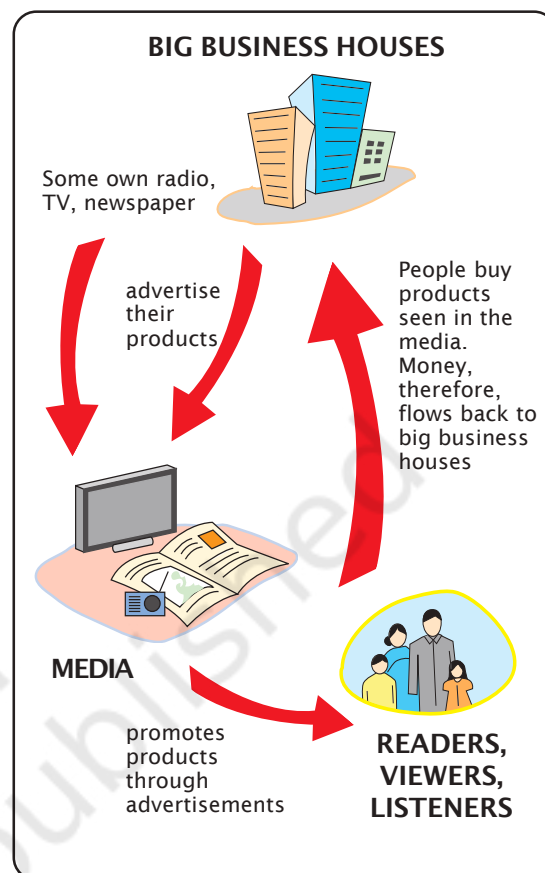 BIG BUSINESS HOUSES
Some own radio,
TV, newspaper
advertise
their
products
People buy
products
seen in the
media.
Money,
therefore,
flows back to
big business
houses
MEDIA
promotes
products
through
advertisements
READERS,
VIEWERS,
LISTENERS
published